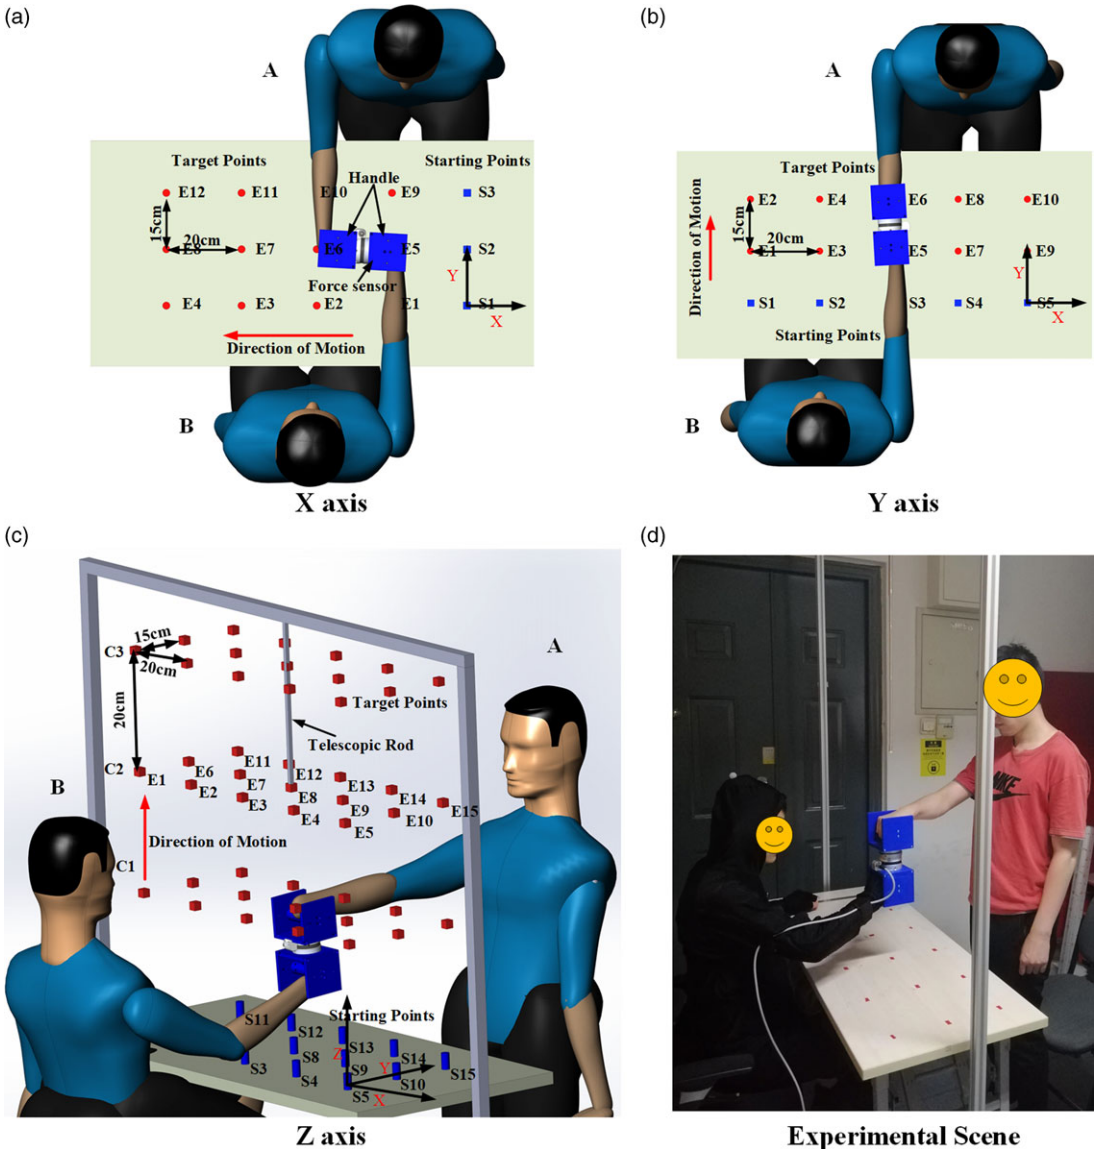 (a)
A
Target Points
Starting Points
E12
E11
E10
E9
S3
Handle
15cm
20cm
E8
E7
E6
E5
S2
Force sensor
Y
E4
E3
E2
E1
S1
X
Direction of Motion
B
X axis
(b)
A
Target Points
E2
E4
E6
E8
E10
15cm
20cm
E1
E3
E5
E7
E9
Direction of Motion
Y
S1
S2
S3
S4
S5
X
Starting Points
B
Y axis
(c)
15cm
C3
20cm
A
20cm
Target Points
Telescopic Rod
C2
E1
E6
E11
E12
E2
E7
E8
E13
E3
E4
E9
E14
E15
E5
E10
B
Direction of Motion
C1
Starting Points
S11
S12
S13
S14
S15
Z
Y
S3
S8
S9
S4
S10
S5
X
Z axis
(d)
NIKE
Experimental Scene